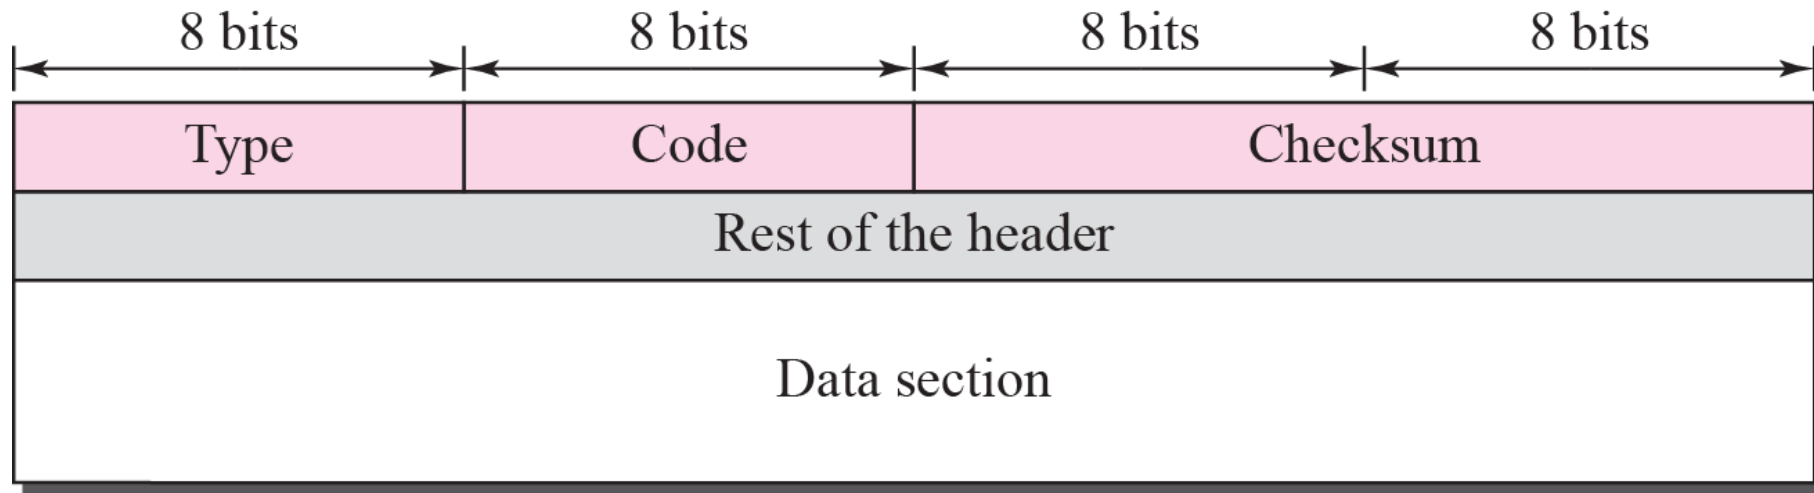 8 bits 8 bits 8 bits 8 bits
Type Code Checksum
Rest of the header
Data section